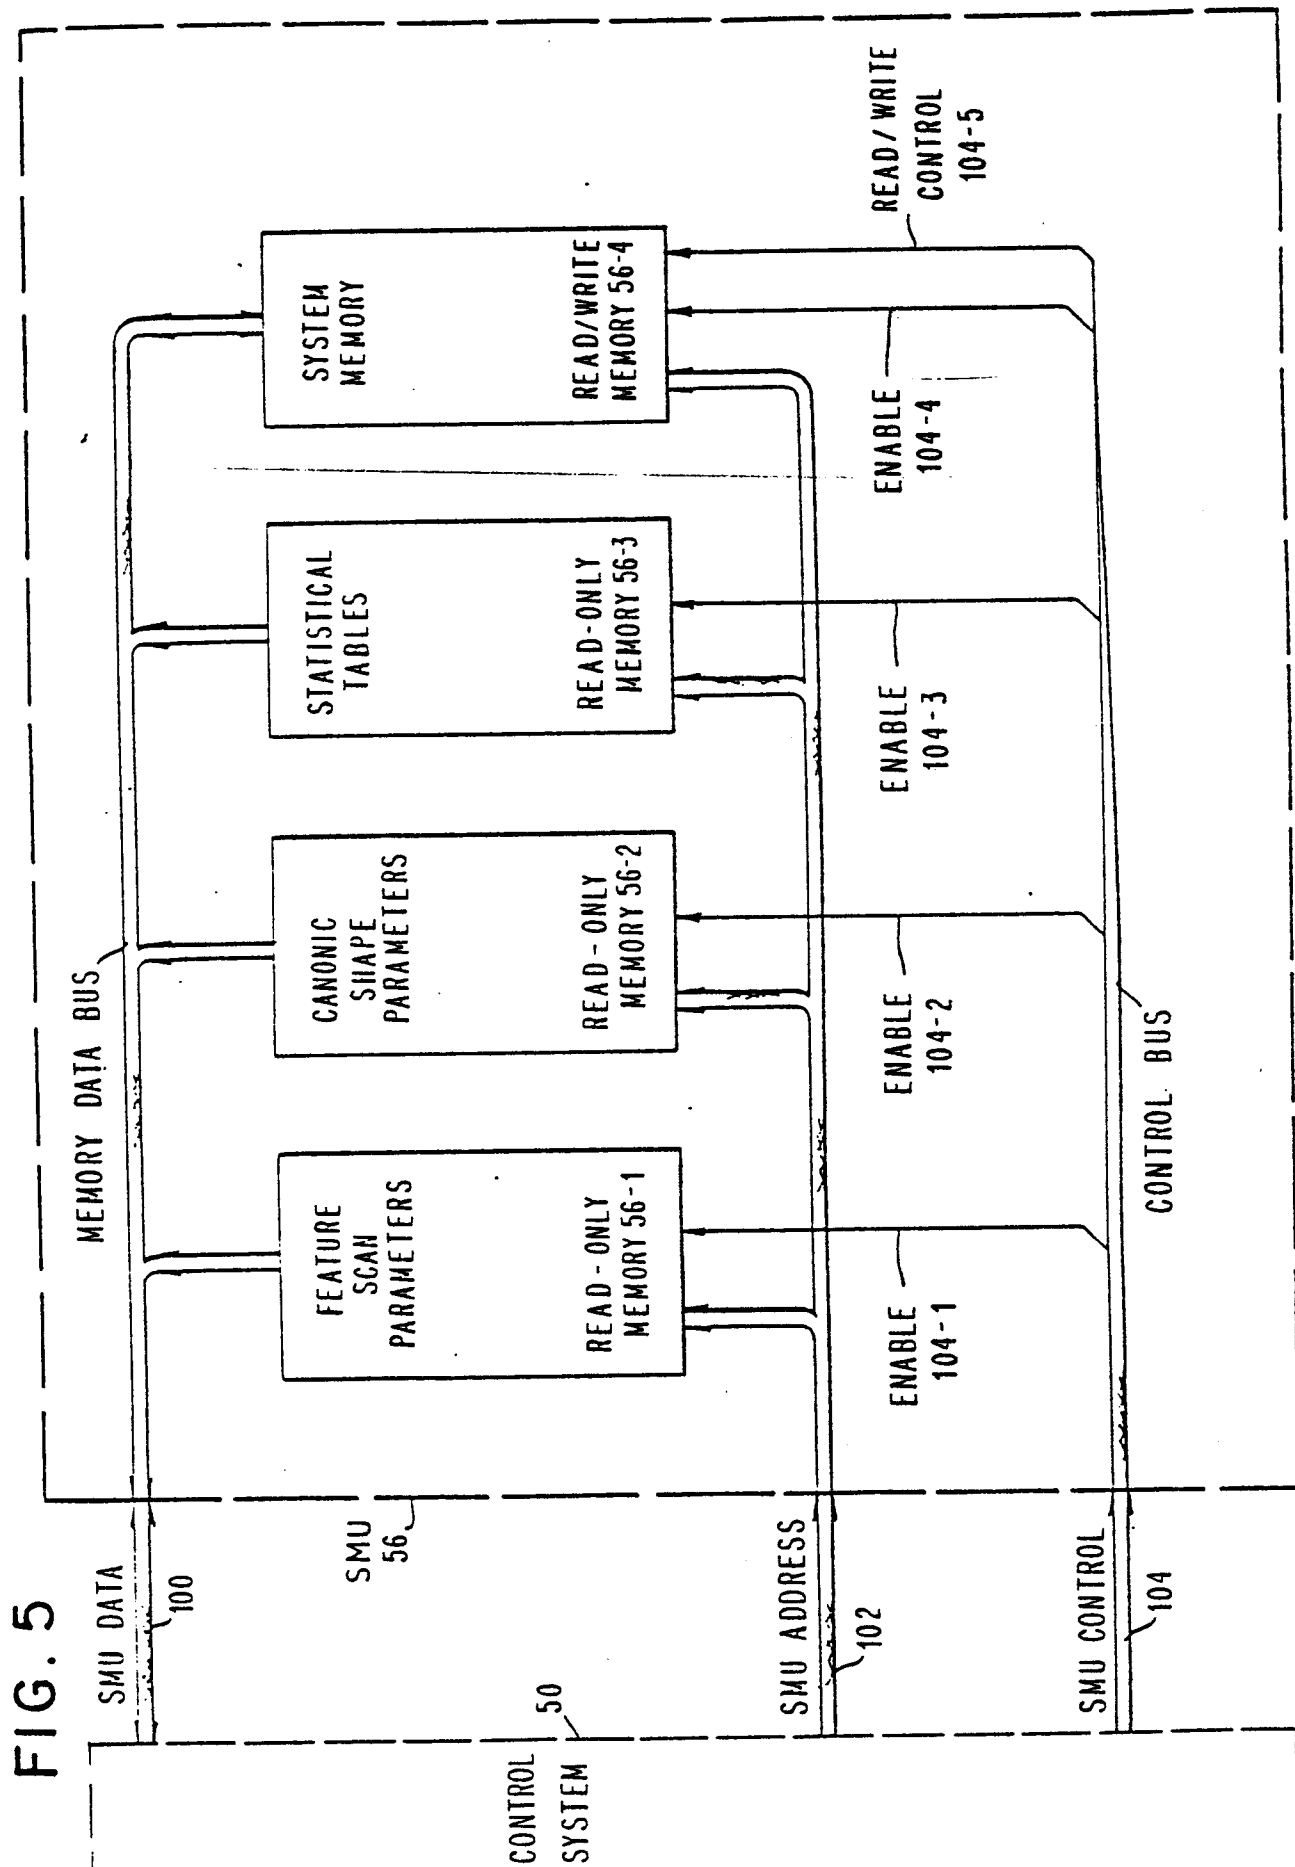 FIG. 5
CONTROL
SYSTEM
50
SMU DATA
100
SMU
56
SMU ADDRESS
102
SMU CONTROL
104
MEMORY DATA BUS
FEATURE
SCAN
PARAMETERS
READ-ONLY
MEMORY 56-1
CANONIC
SHAPE
PARAMETERS
READ-ONLY
MEMORY 56-2
STATISTICAL
TABLES
READ-ONLY
MEMORY 56-3
SYSTEM
MEMORY
READ/WRITE
MEMORY 56-4
ENABLE
104-1
ENABLE
104-2
ENABLE
104-3
ENABLE
104-4
READ/WRITE
CONTROL
104-5
CONTROL BUS